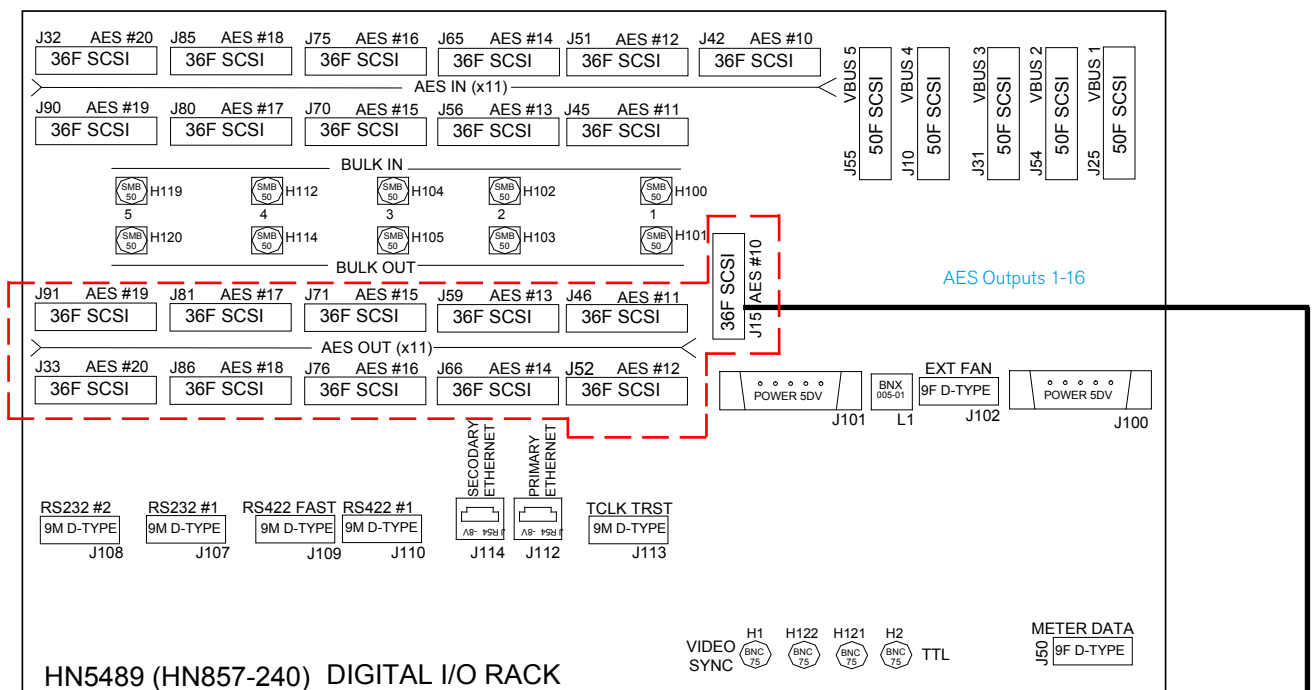 J32 AES #20 J85 AES #18 J75 AES #16 J65 AES #14 J51 AES #12 J42 AES #10
36F SCSI 36F SCSI 36F SCSI 36F SCSI 36F SCSI 36F SCSI
AES IN (x11)
J90 AES #19 J80 AES #17 J70 AES #15 J56 AES #13 J45 AES #11
36F SCSI 36F SCSI 36F SCSI 36F SCSI 36F SCSI
VBUS 5 VBUS 4 VBUS 3 VBUS 2 VBUS 1
50F SCSI 50F SCSI 50F SCSI 50F SCSI 50F SCSI
J55 J10 J31 J54 J25
BULK IN
SMB 50 H119 SMB 50 H112 SMB 50 H104 SMB 50 H102 SMB 50 H100
5 4 3 2 1
SMB 50 H120 SMB 50 H114 SMB 50 H105 SMB 50 H103 SMB 50 H101
BULK OUT
36F SCSI
J15 AES #10
AES Outputs 1-16
J91 AES #19 J81 AES #17 J71 AES #15 J59 AES #13 J46 AES #11
36F SCSI 36F SCSI 36F SCSI 36F SCSI 36F SCSI
AES OUT (x11)
J33 AES #20 J86 AES #18 J76 AES #16 J66 AES #14 J52 AES #12
36F SCSI 36F SCSI 36F SCSI 36F SCSI 36F SCSI
POWER 5DV
J101
BNX
005-01
L1
EXT FAN
9F D-TYPE
J102
POWER 5DV
J100
SECODARY
ETHERNET
PRIMARY
ETHERNET
RS232 #2 RS232 #1 RS422 FAST RS422 #1 TCLK TRST
9M D-TYPE 9M D-TYPE 9M D-TYPE 9M D-TYPE J R54 -8V J R54 -8V 9M D-TYPE
J108 J107 J109 J110 J114 J112 J113
H1 H122 H121 H2
VIDEO
SYNC
BNC 75 BNC 75 BNC 75 BNC 75
TTL
METER DATA
J50 9F D-TYPE
HN5489 (HN857-240) DIGITAL I/O RACK